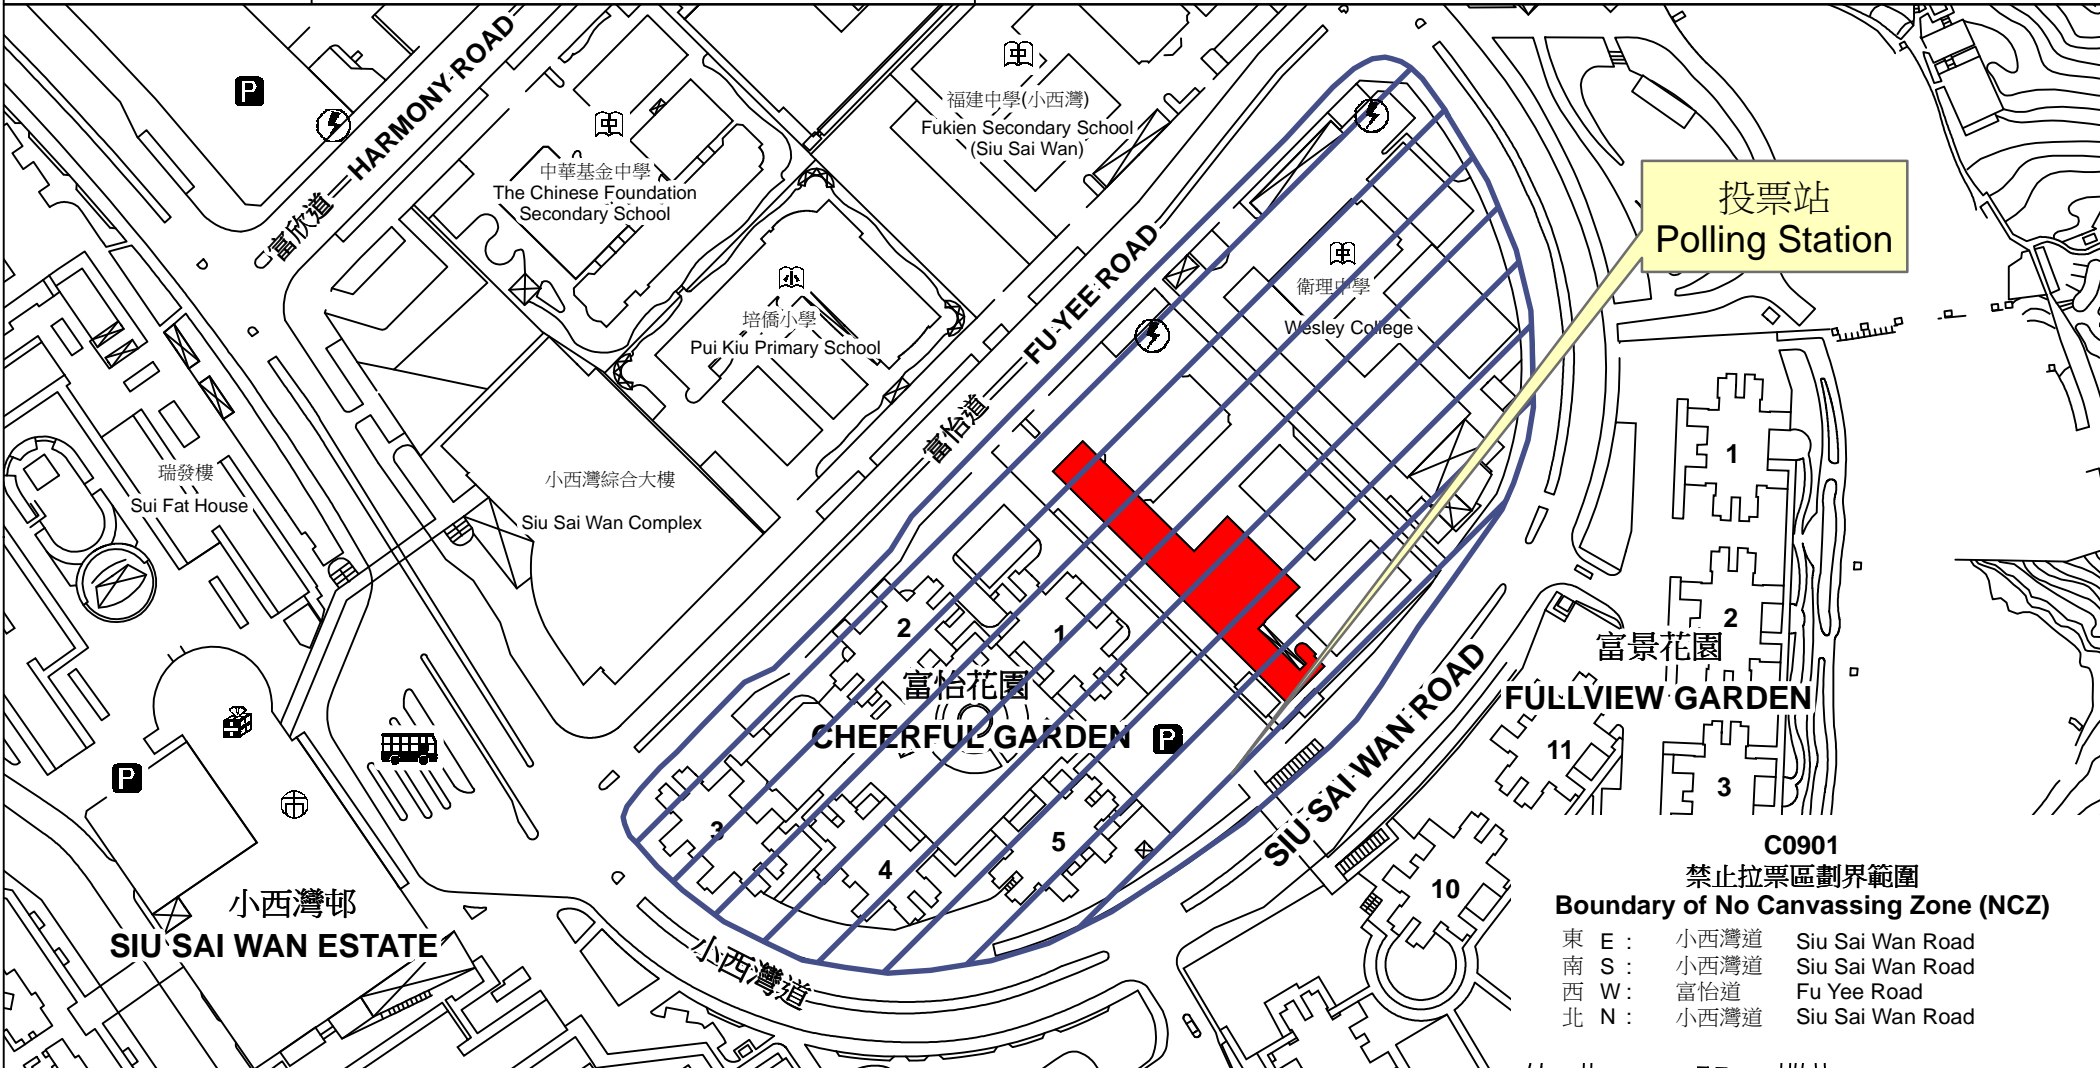 富欣道 HARMONY ROAD
P
中
福建中學(小西灣)
Fukien Secondary School
(Siu Sai Wan)
中
中華基金中學
The Chinese Foundation
Secondary School
投票站
Polling Station
中
衞理中學
Wesley College
小
培僑小學
Pui Kiu Primary School
富怡道 FU YEE ROAD
瑞發樓
Sui Fat House
小西灣綜合大樓
Siu Sai Wan Complex
1
2
富景花園
FULLVIEW GARDEN
11
3
10
2
1
富怡花園
CHEERFUL GARDEN
P
3
4
5
SIU SAI WAN ROAD
P
市
小西灣邨
SIU SAI WAN ESTATE
小西灣道
C0901
禁止拉票區劃界範圍
Boundary of No Canvassing Zone (NCZ)
東 E : 小西灣道 Siu Sai Wan Road
南 S : 小西灣道 Siu Sai Wan Road
西 W : 富怡道 Fu Yee Road
北 N : 小西灣道 Siu Sai Wan Road